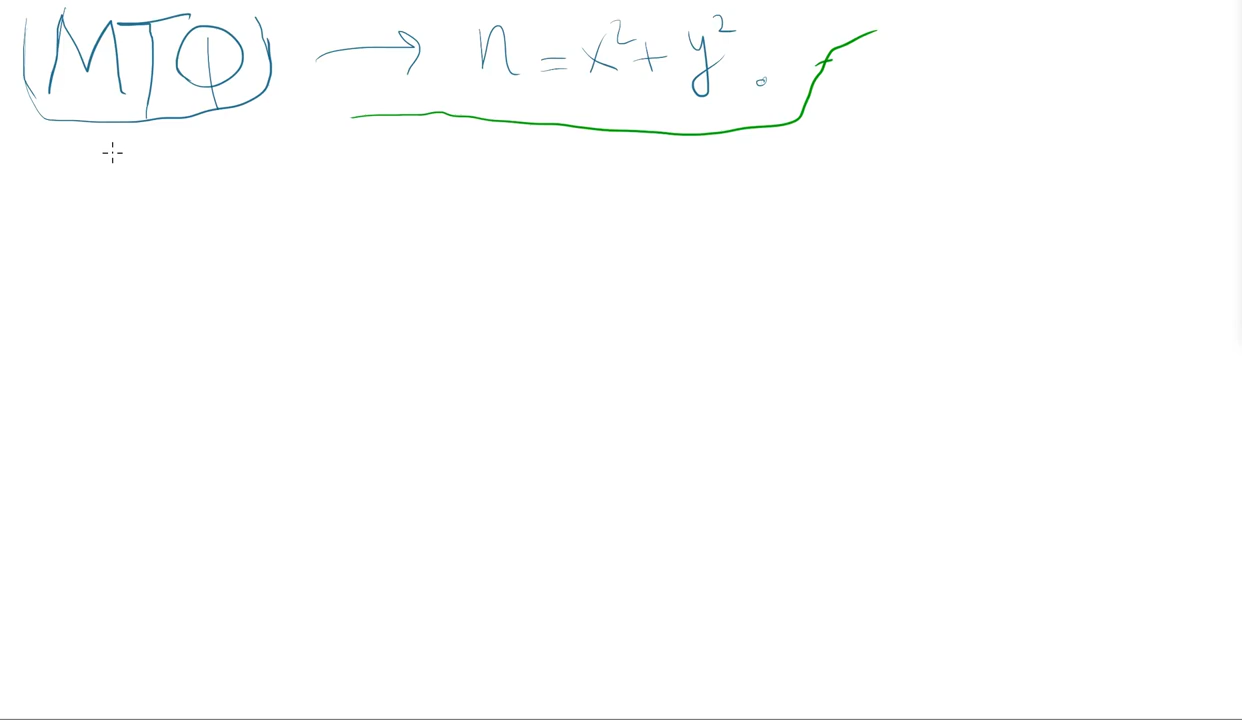 (МТФ) → n = x² + y².